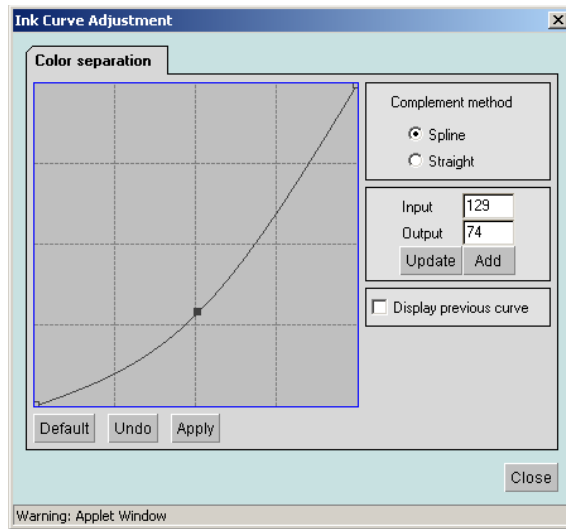 Ink Curve Adjustment
Color separation
Complement method
Spline
Straight
Input 129
Output 74
Update Add
Display previous curve
Default Undo Apply
Close
Warning: Applet Window